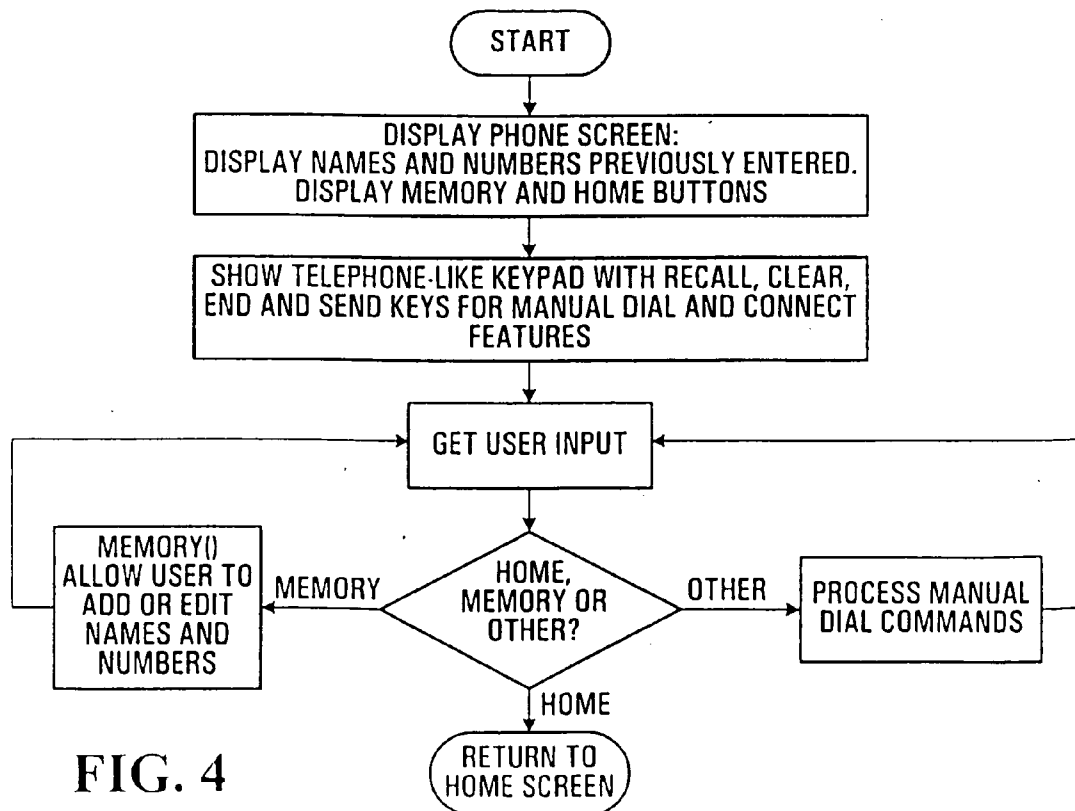 START
DISPLAY PHONE SCREEN:
DISPLAY NAMES AND NUMBERS PREVIOUSLY ENTERED.
DISPLAY MEMORY AND HOME BUTTONS
SHOW TELEPHONE-LIKE KEYPAD WITH RECALL, CLEAR,
END AND SEND KEYS FOR MANUAL DIAL AND CONNECT
FEATURES
GET USER INPUT
MEMORY()
ALLOW USER TO
ADD OR EDIT
NAMES AND
NUMBERS
MEMORY
HOME,
MEMORY OR
OTHER?
OTHER
PROCESS MANUAL
DIAL COMMANDS
HOME
RETURN TO
HOME SCREEN
FIG. 4